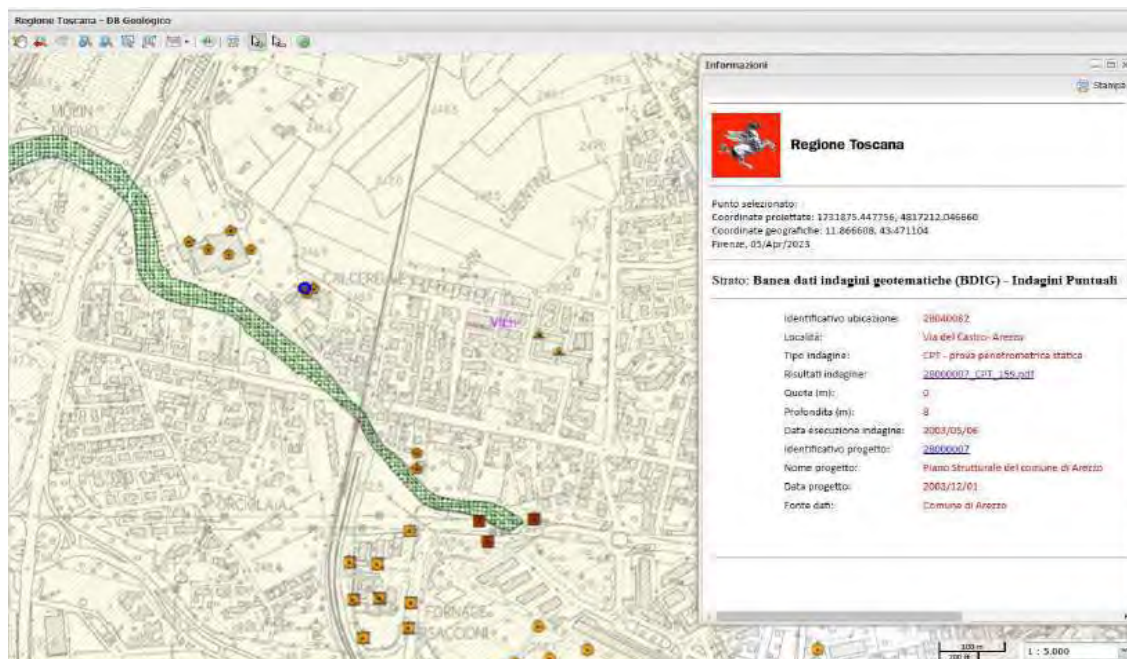 Regione Toscana - DB Geologico
Informazioni
Stampa
Regione Toscana
Punto selezionato:
Coordinate proiettate: 1731875.447756, 4817212.046660
Coordinate geografiche: 11.866608, 43.471104
Firenze, 05/Apr/2023
Strato: Banca dati indagini geotematiche (BDIG) - Indagini Puntuali
Identificativo ubicazione: 28040062
Località: Via del Castro- Arezzo
Tipo indagine: CPT - prova penetrometrica statica
Risultati indagine: 28000007_CPT_159.pdf
Quota (m): 0
Profondita (m): 8
Data esecuzione indagine: 2003/05/06
Identificativo progetto: 28000007
Nome progetto: Piano Strutturale del comune di Arezzo
Data progetto: 2003/12/01
Fonte dati: Comune di Arezzo
MOLIN
FORNACE
100 m
200 m
1 : 5.000